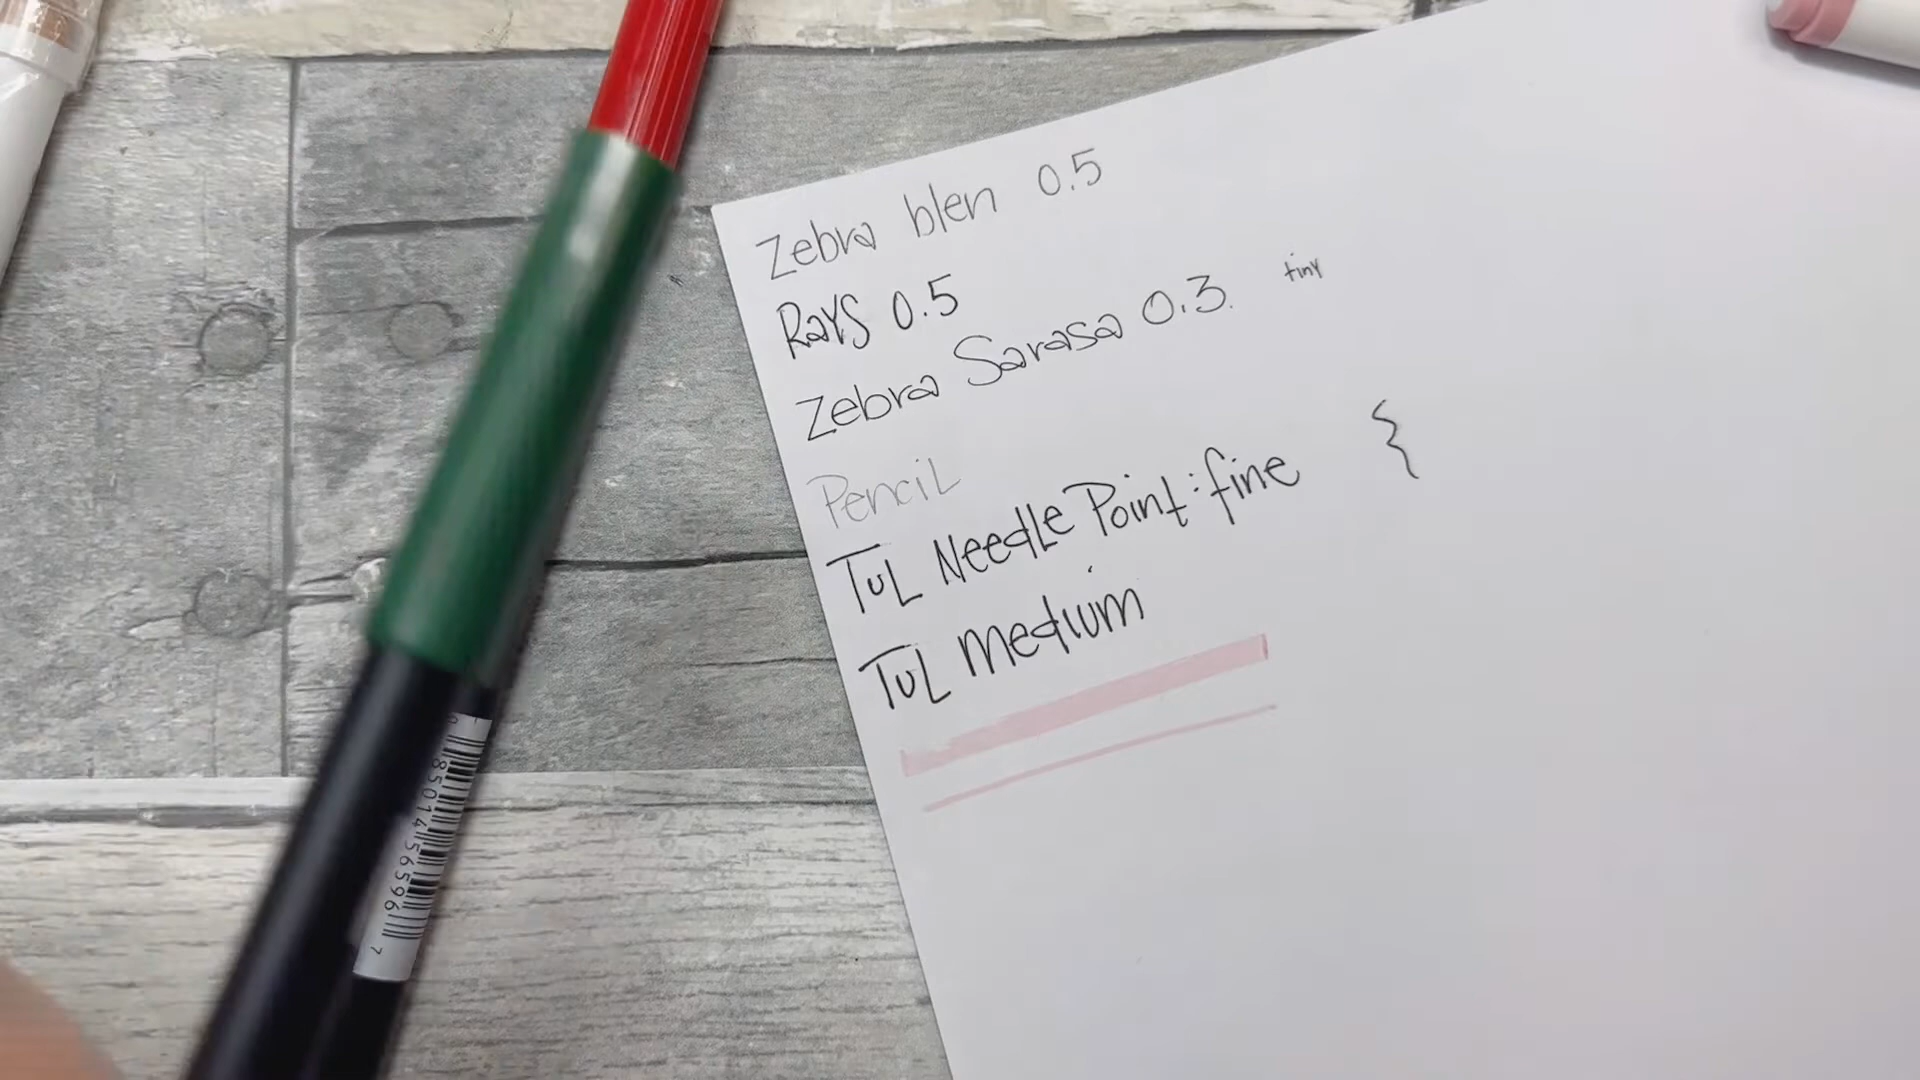 Zebra blen 0.5
RaYS 0.5
Zebra Sarasa 0.3. tiny
PenciL
TuL NeedLe Point: fine
TuL medium
085014565967